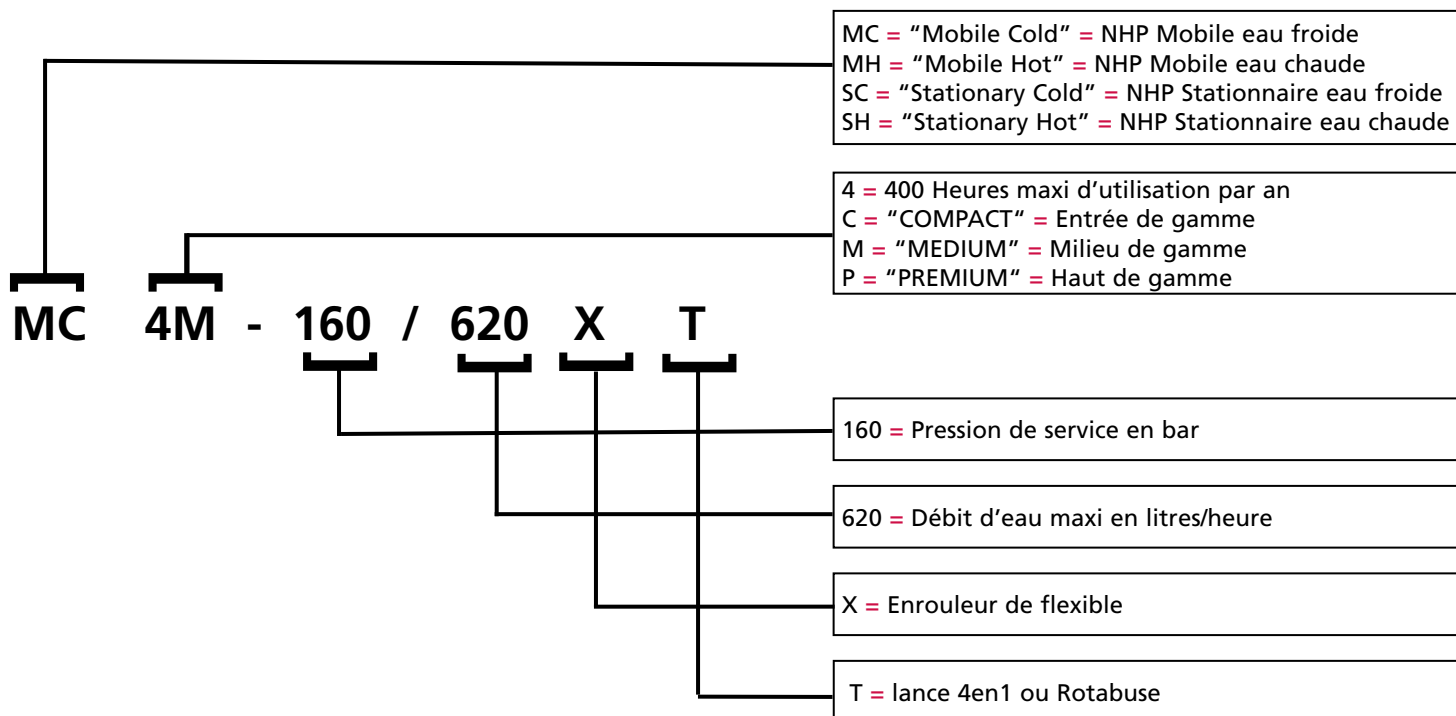 MC = “Mobile Cold” = NHP Mobile eau froide
MH = “Mobile Hot” = NHP Mobile eau chaude
SC = “Stationary Cold” = NHP Stationnaire eau froide
SH = “Stationary Hot” = NHP Stationnaire eau chaude
4 = 400 Heures maxi d’utilisation par an
C = “COMPACT” = Entrée de gamme
M = “MEDIUM” = Milieu de gamme
P = “PREMIUM“ = Haut de gamme
MC 4M - 160 / 620 X T
160 = Pression de service en bar
620 = Débit d’eau maxi en litres/heure
X = Enrouleur de flexible
T = lance 4en1 ou Rotabuse